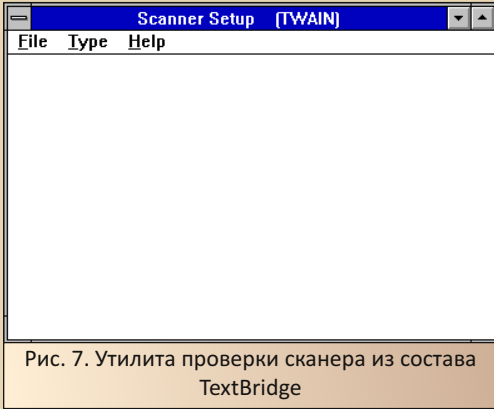 Scanner Setup (TWAIN)
File Type Help
Рис. 7. Утилита проверки сканера из состава
TextBridge